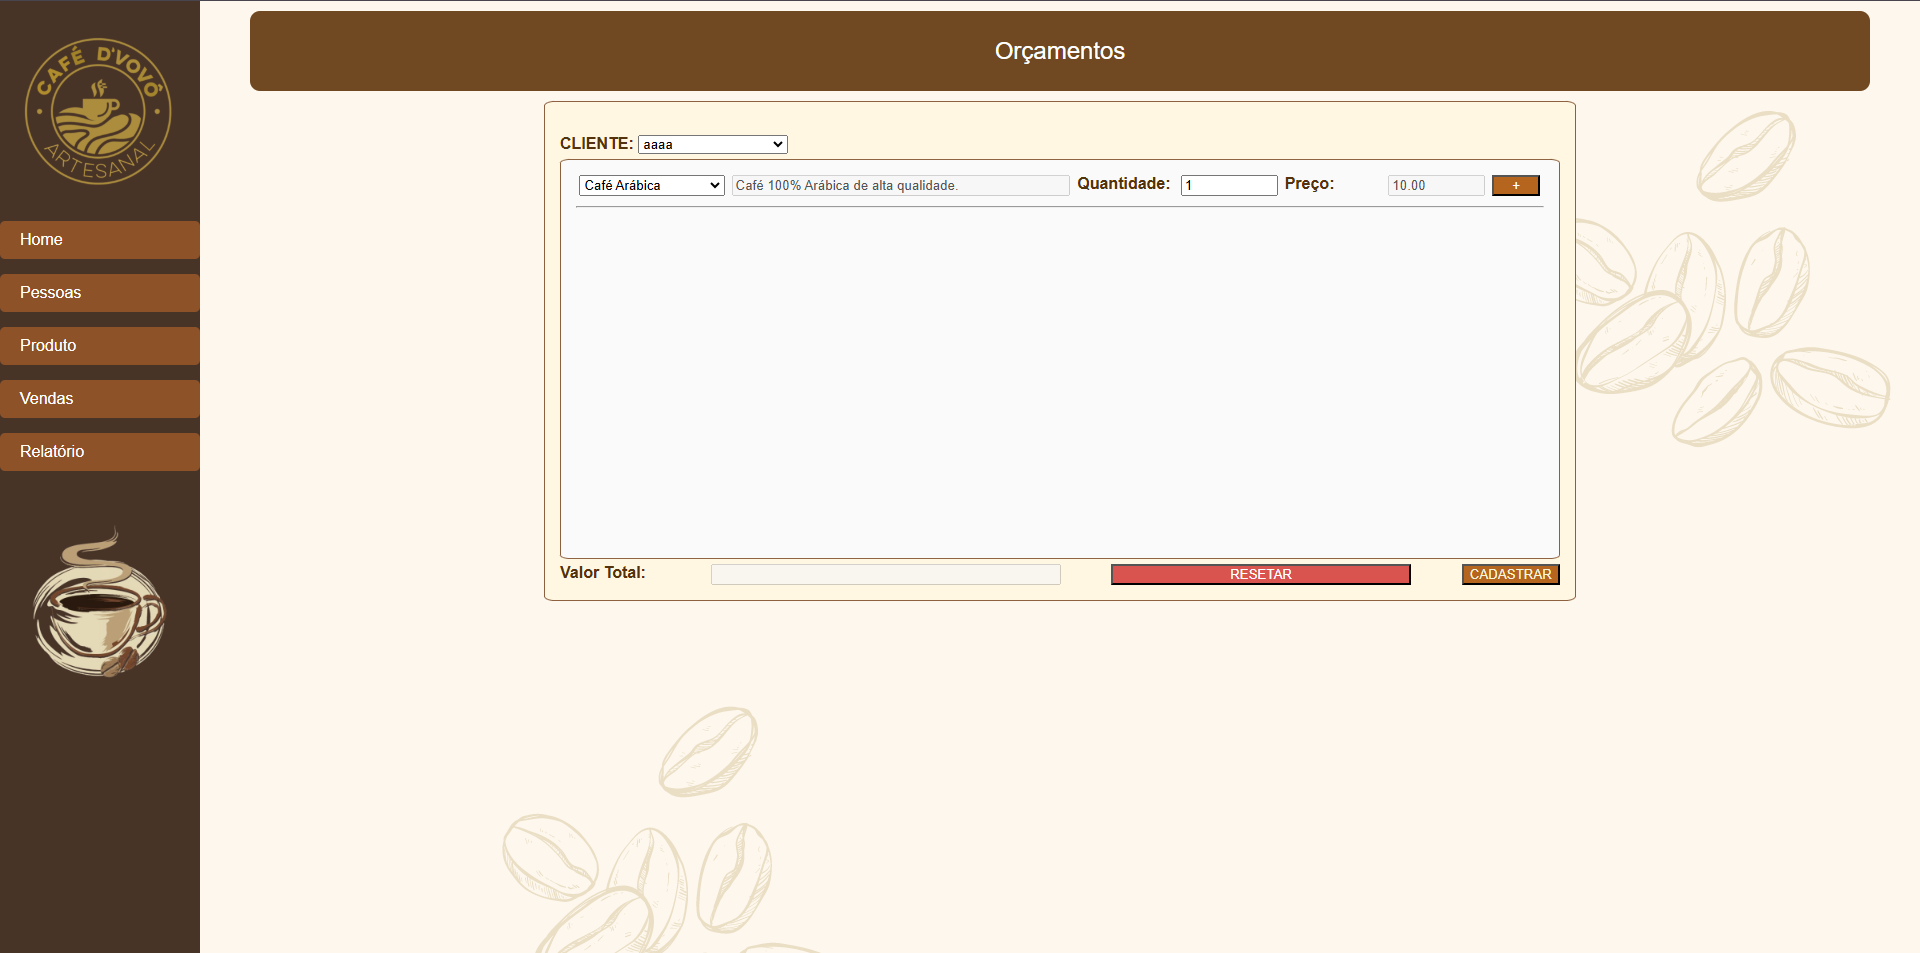 CAFÉ D'VOVÔ
ARTESANAL
Home
Pessoas
Produto
Vendas
Relatório
Orçamentos
CLIENTE: aaaa
Café Arábica Café 100% Arábica de alta qualidade. Quantidade: 1 Preço: 10.00 +
Valor Total: RESETAR CADASTRAR